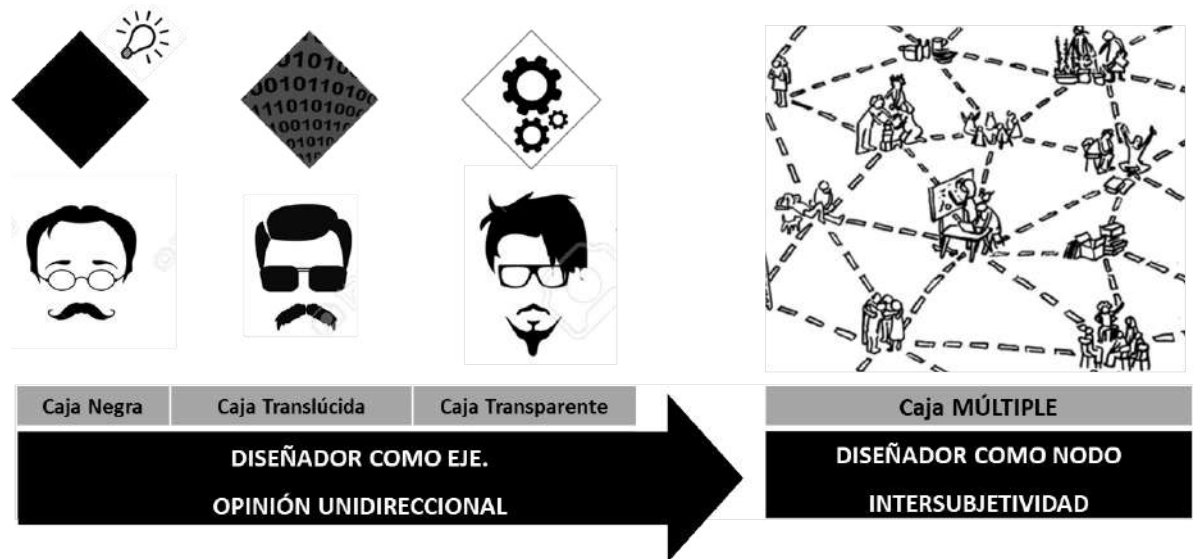 Caja Negra
Caja Translúcida
Caja Transparente
Caja MÚLTIPLE
DISEÑADOR COMO EJE.
OPINIÓN UNIDIRECCIONAL
DISEÑADOR COMO NODO
INTERSUBJETIVIDAD